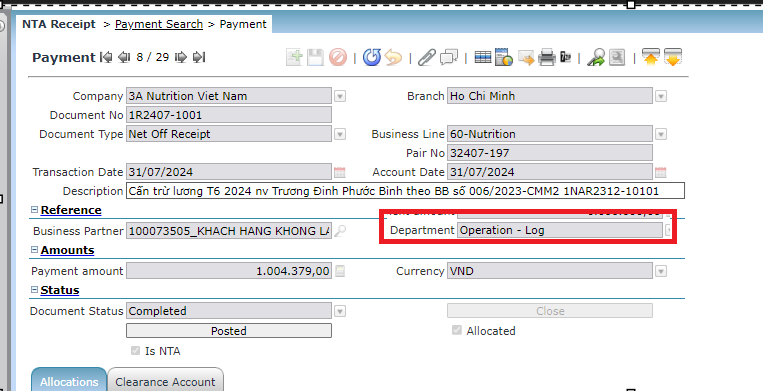 NTA Receipt > Payment Search > Payment
Payment 8 / 29
Company 3A Nutrition Viet Nam Branch Ho Chi Minh
Document No 1R2407-1001
Document Type Net Off Receipt Business Line 60-Nutrition
Pair No 32407-197
Transaction Date 31/07/2024 Account Date 31/07/2024
Description Cấn trừ lương T6 2024 nv Trương Đinh Phước Bình theo BB số 006/2023-CMM2 1NAR2312-10101
Reference
Business Partner 100073505_KHACH HANG KHONG LA Department Operation - Log
Amounts
Payment amount 1.004.379,00 Currency VND
Status
Document Status Completed Close
Posted Allocated
Is NTA
Allocations Clearance Account